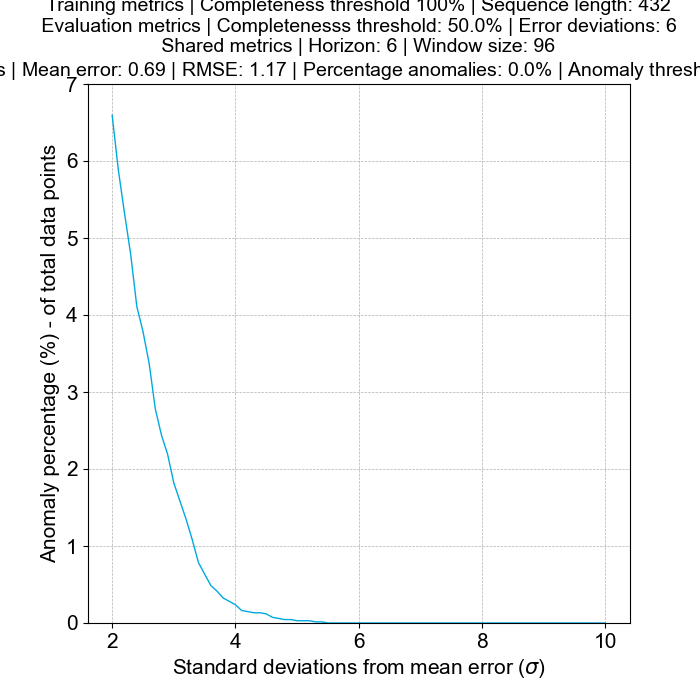 Training metrics | Completeness threshold 100% | Sequence length: 432
Evaluation metrics | Completenesss threshold: 50.0% | Error deviations: 6
Shared metrics | Horizon: 6 | Window size: 96
| Mean error: 0.69 | RMSE: 1.17 | Percentage anomalies: 0.0% | Anomaly
7
6
5
4
3
2
1
0
Anomaly percentage (%) - of total data points
2 4 6 8 10
Standard deviations from mean error (σ)